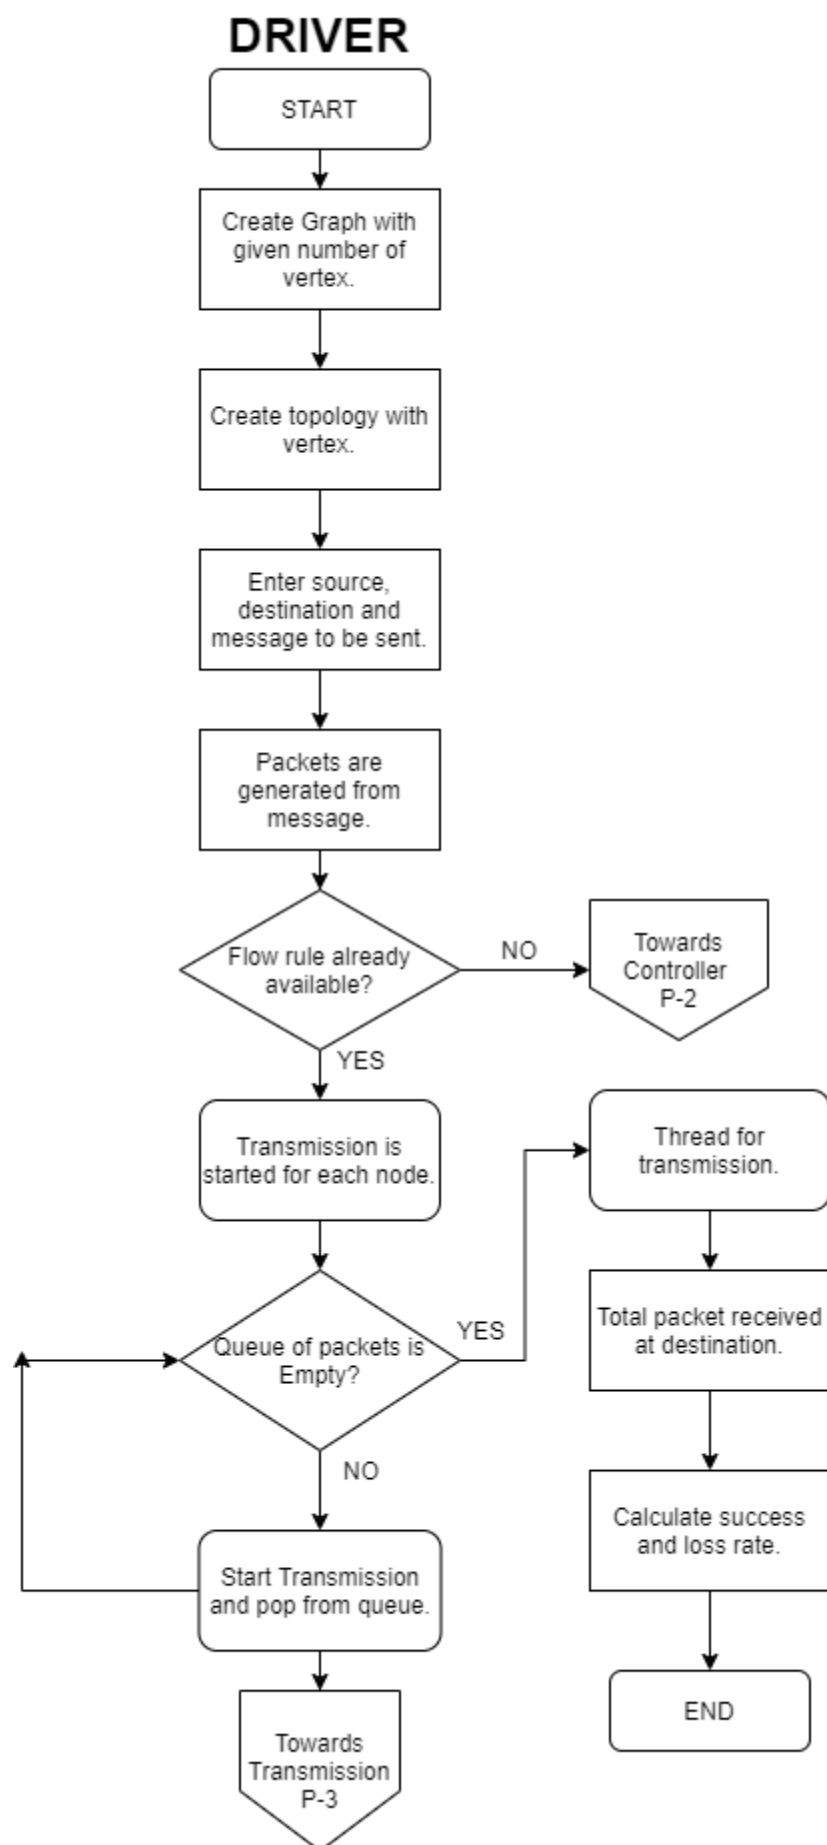 DRIVER
START
Create Graph with
given number of
vertex.
Create topology with
vertex.
Enter source,
destination and
message to be sent.
Packets are
generated from
message.
Flow rule already
available?
NO
Towards
Controller
P-2
YES
Transmission is
started for each node.
Thread for
transmission.
Queue of packets is
Empty?
YES
Total packet received
at destination.
NO
Calculate success
and loss rate.
Start Transmission
and pop from queue.
END
Towards
Transmission
P-3